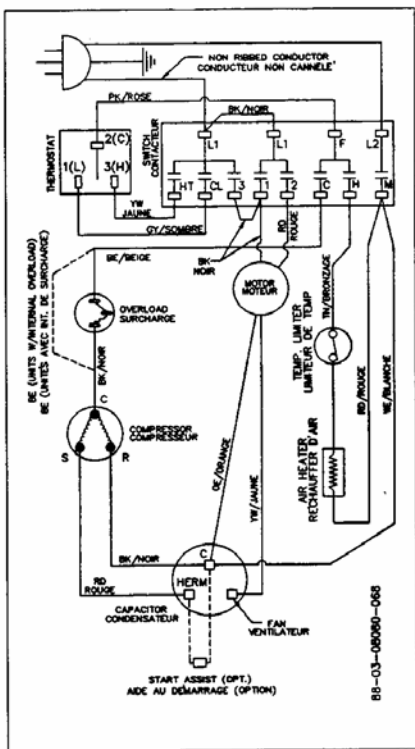 NON RIBBED CONDUCTOR
CONDUCTEUR NON CANNELÉ
PK/ROSE
BK/NOIR
THERMOSTAT
2(C)
1(L)
3(H)
SWITCH
CONTACTEUR
L1
L1
F
L2
HT
CL
3
1
2
C
H
M
YW
JAUNE
GY/SOMBRE
BK
NOIR
RD
ROUGE
BE/BEIGE
BE (UNITS W/INTERNAL OVERLOAD)
BE (UNITÉS AVEC INT. DE SURCHARGE)
OVERLOAD
SURCHARGE
MOTOR
MOTEUR
TN/BRONZAGE
TEMP. LIMITER
LIMITEUR DE TEMP
BK/NOIR
C
COMPRESSOR
COMPRESSEUR
S
R
OE/ORANGE
YW/JAUNE
AIR HEATER
RECHAUFFER D'AIR
RD/ROUGE
WE/BLANCHE
BK/NOIR
C
RD
ROUGE
HERM
CAPACITOR
CONDENSATEUR
FAN
VENTILATEUR
START ASSIST (OPT.)
AIDE AU DÉMARRAGE (OPTION)
88-03-08060-068